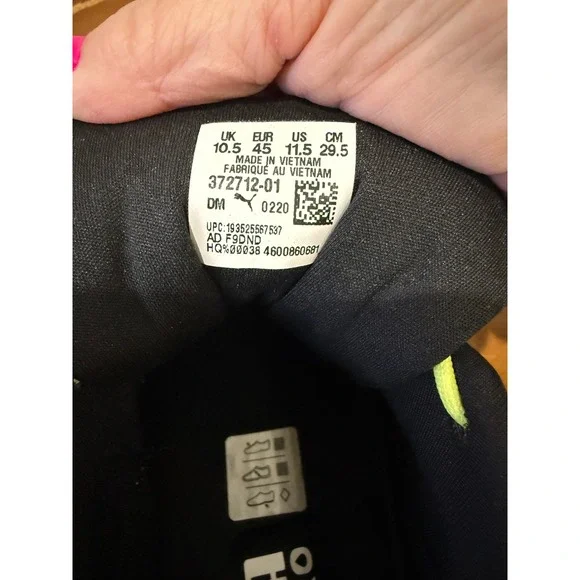 UK EUR US CM
10.5 45 11.5 29.5
MADE IN VIETNAM
FABRIQUÉ AU VIETNAM
372712-01
DM 0220
UPC:193525567537
AD F9DND
HQ%00038 4600860681